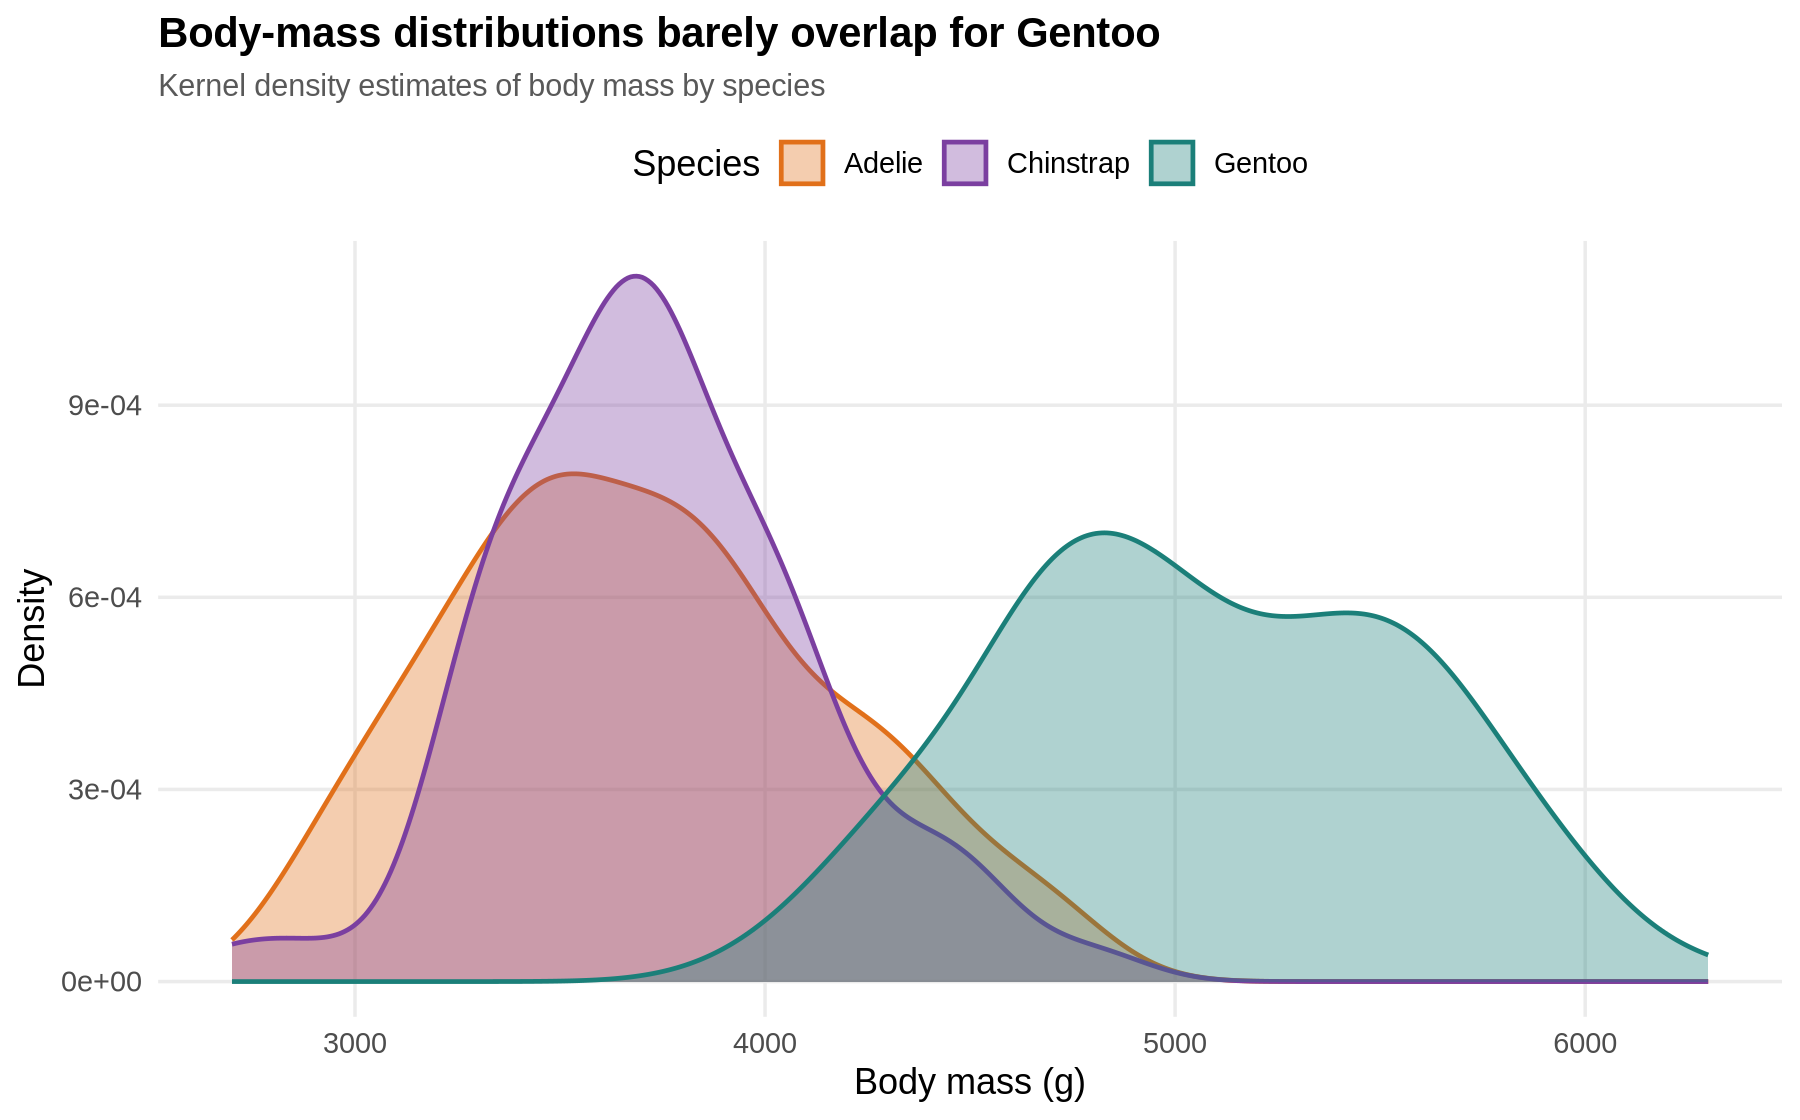 Body-mass distributions barely overlap for Gentoo
Kernel density estimates of body mass by species
Species Adelie Chinstrap Gentoo
Density
9e-04
6e-04
3e-04
0e+00
3000 4000 5000 6000
Body mass (g)